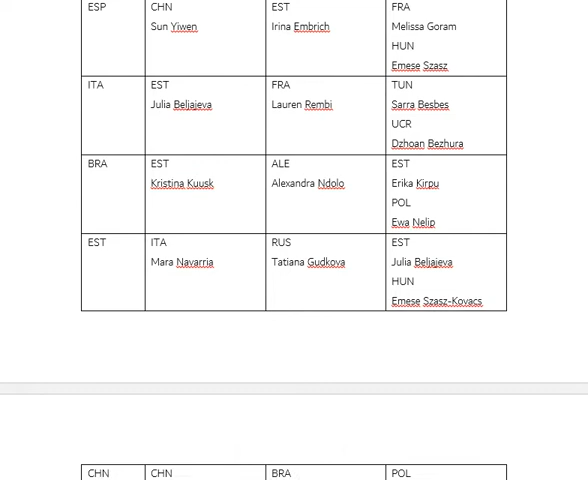 ESP CHN EST FRA
Sun Yiwen Irina Embrich Melissa Goram
HUN
Emese Szasz
ITA EST FRA TUN
Julia Beljajeva Lauren Rembi Sarra Besbes
UCR
Dzhoan Bezhura
BRA EST ALE EST
Kristina Kuusk Alexandra Ndolo Erika Kirpu
POL
Ewa Nelip
EST ITA RUS EST
Mara Navarria Tatiana Gudkova Julia Beljajeva
HUN
Emese Szasz-Kovacs
CHN CHN BRA POL